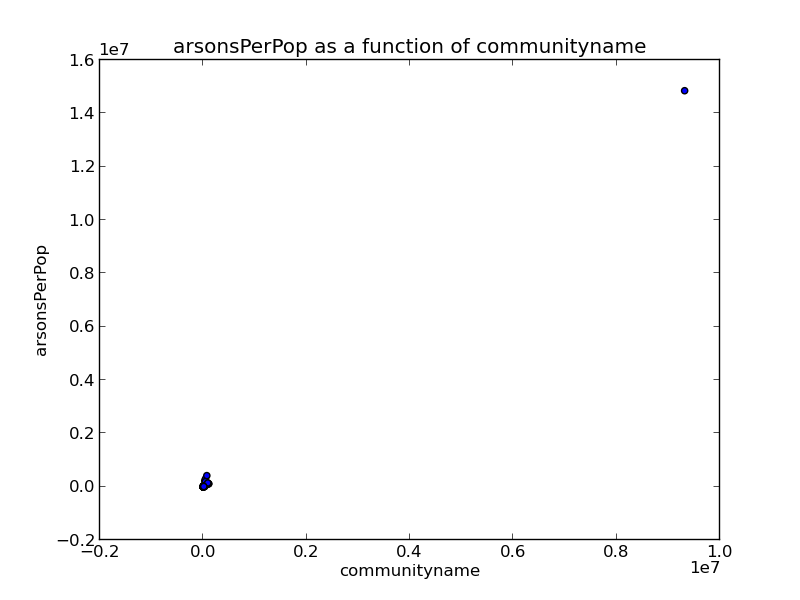 arsonsPerPop as a function of communityname
1e7
1.6
1.4
1.2
1.0
0.8
0.6
0.4
0.2
0.0
−0.2
arsonsPerPop
−0.2 0.0 0.2 0.4 0.6 0.8 1.0
1e7
communityname